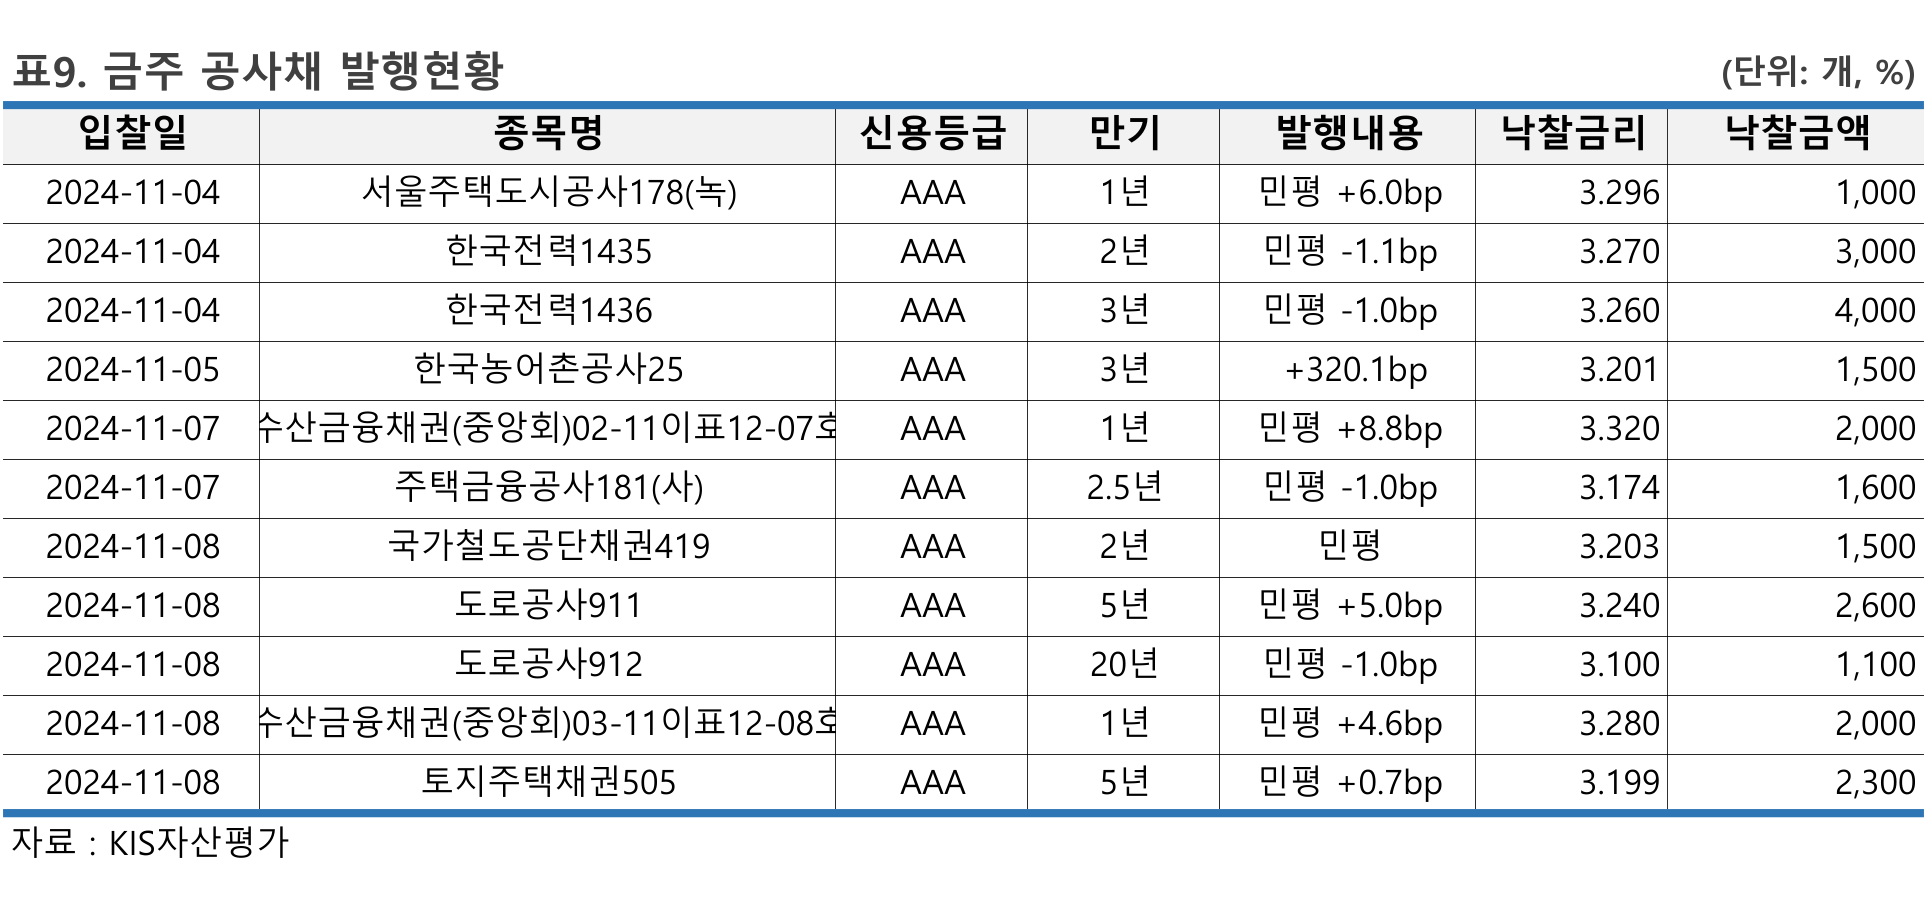 표9. 금주 공사채 발행현황 (단위: 개, %)
입찰일 종목명 신용등급 만기 발행내용 낙찰금리 낙찰금액
2024-11-04 서울주택도시공사178(녹) AAA 1년 민평 +6.0bp 3.296 1,000
2024-11-04 한국전력1435 AAA 2년 민평 -1.1bp 3.270 3,000
2024-11-04 한국전력1436 AAA 3년 민평 -1.0bp 3.260 4,000
2024-11-05 한국농어촌공사25 AAA 3년 +320.1bp 3.201 1,500
2024-11-07 수산금융채권(중앙회)02-11이표12-07호 AAA 1년 민평 +8.8bp 3.320 2,000
2024-11-07 주택금융공사181(사) AAA 2.5년 민평 -1.0bp 3.174 1,600
2024-11-08 국가철도공단채권419 AAA 2년 민평 3.203 1,500
2024-11-08 도로공사911 AAA 5년 민평 +5.0bp 3.240 2,600
2024-11-08 도로공사912 AAA 20년 민평 -1.0bp 3.100 1,100
2024-11-08 수산금융채권(중앙회)03-11이표12-08호 AAA 1년 민평 +4.6bp 3.280 2,000
2024-11-08 토지주택채권505 AAA 5년 민평 +0.7bp 3.199 2,300
자료 : KIS자산평가